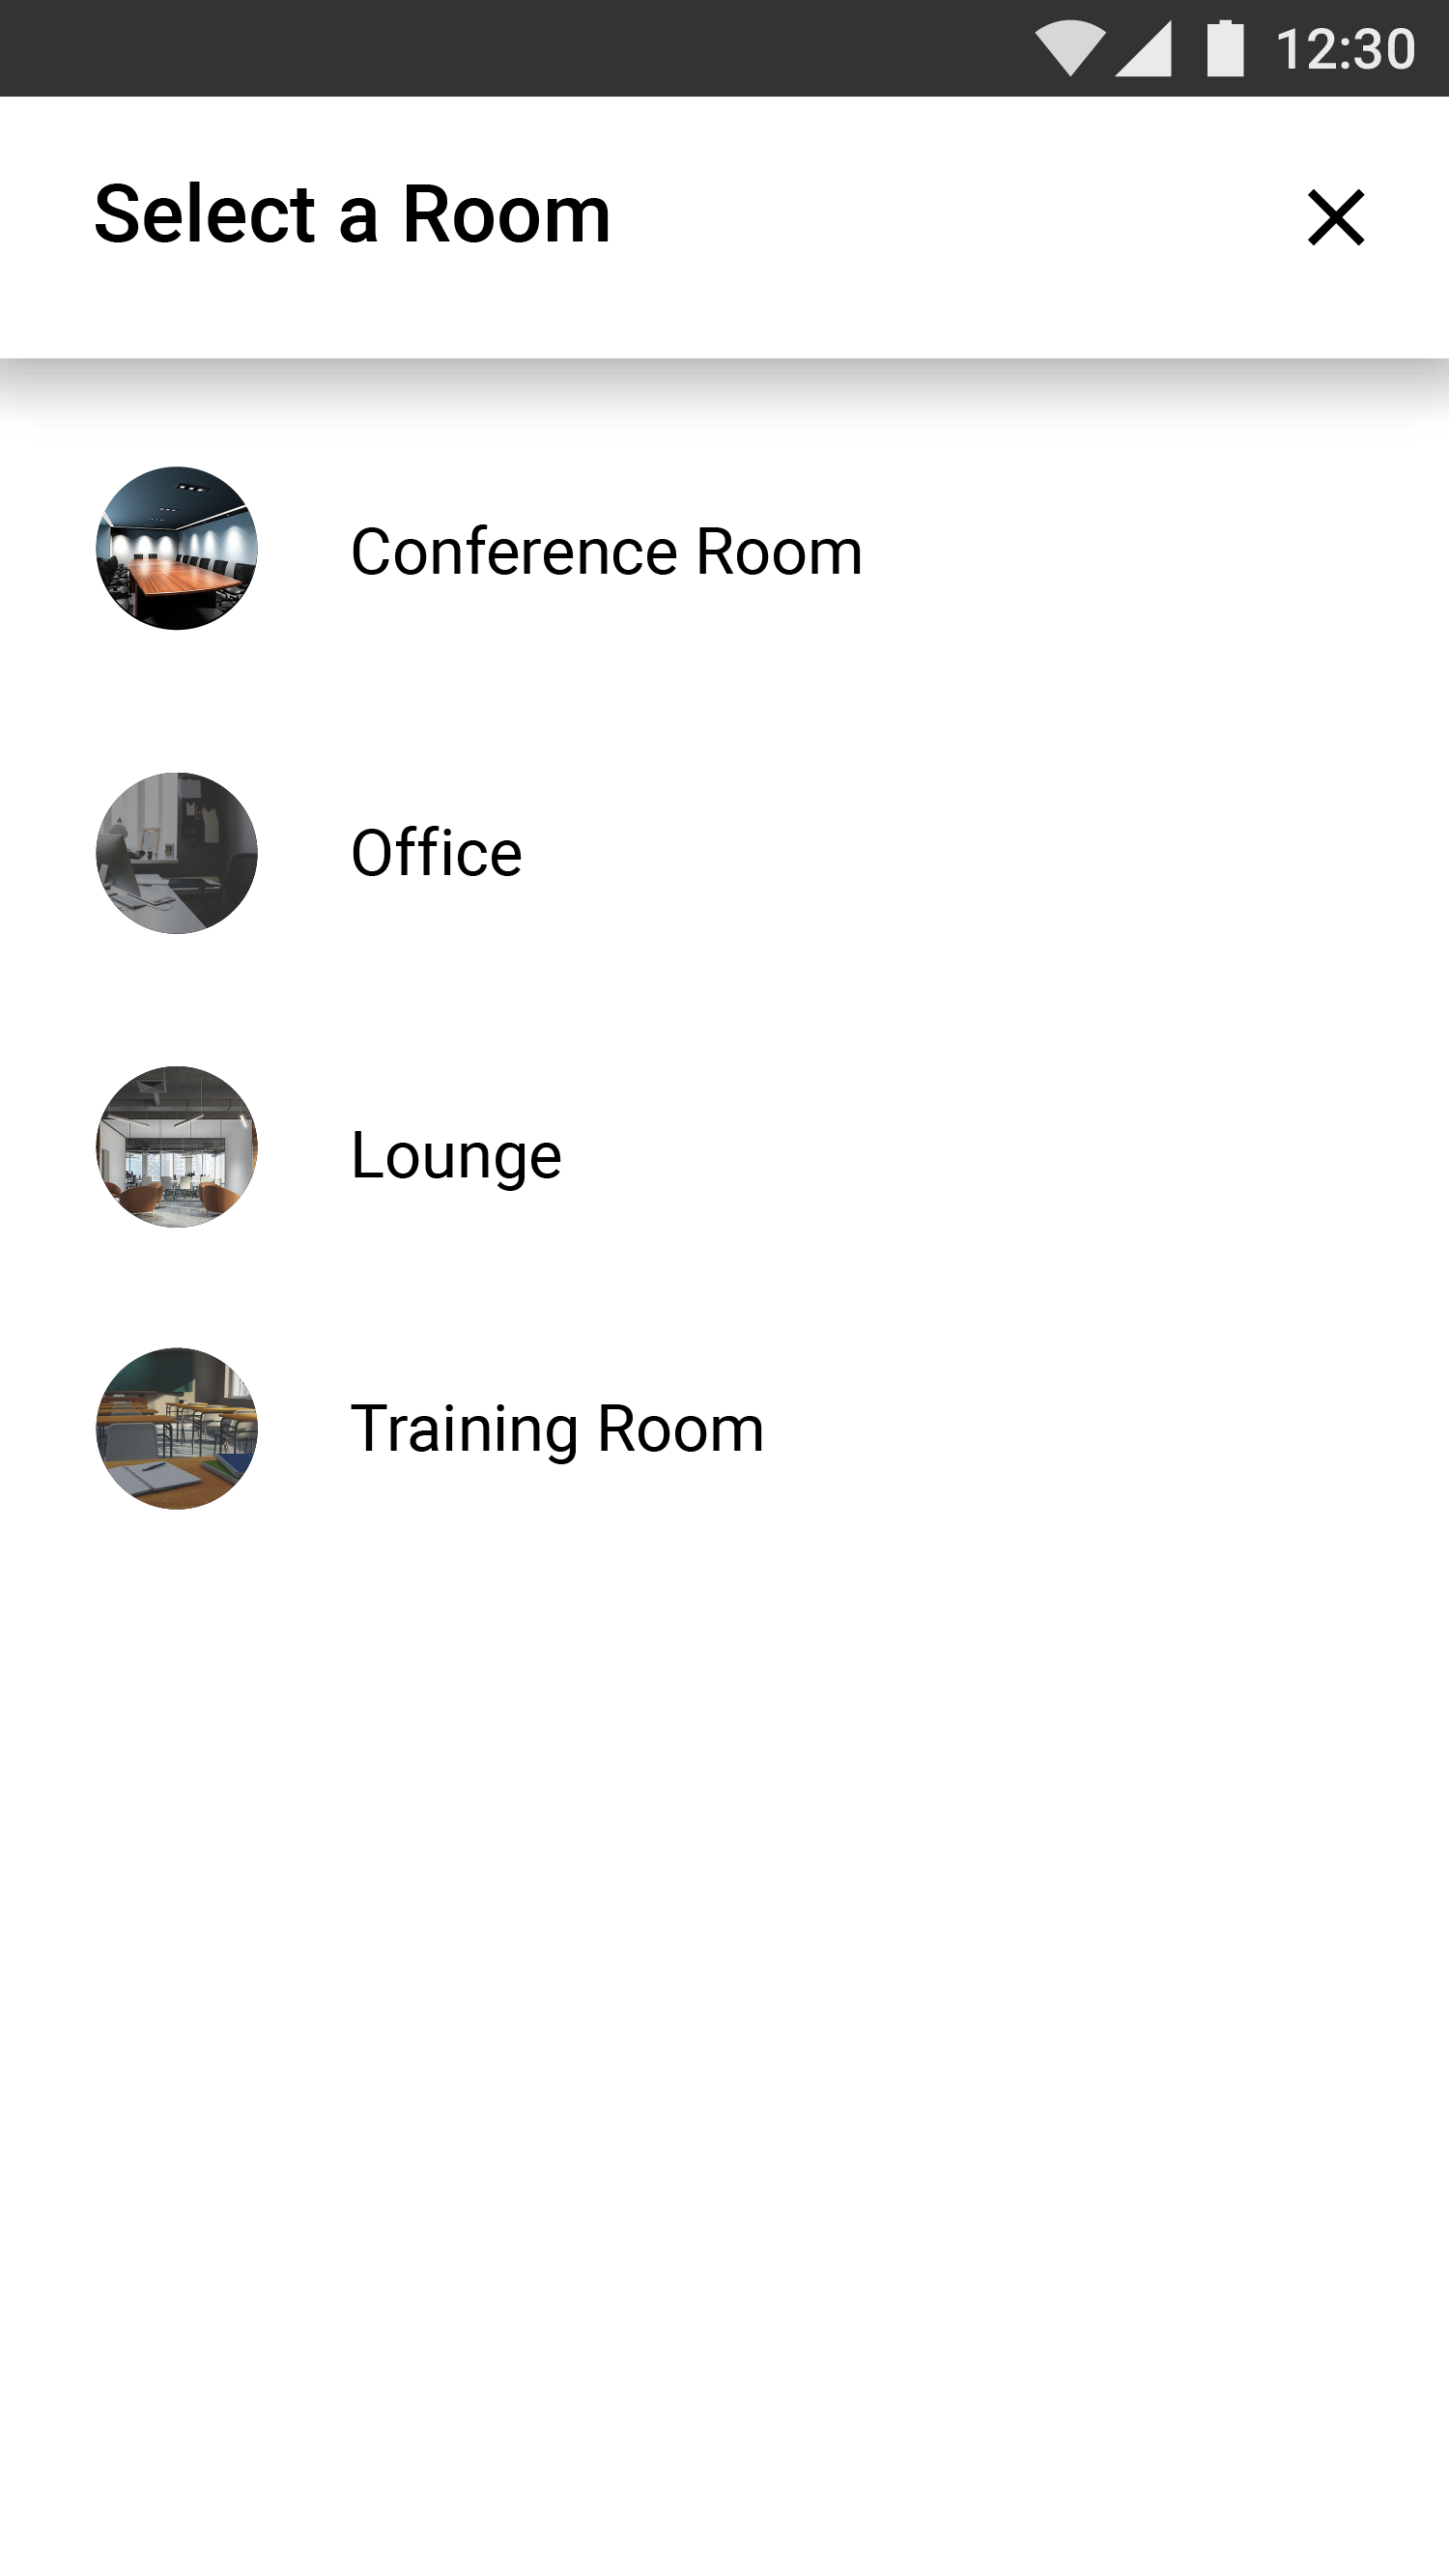 12:30
Select a Room
Conference Room
Office
Lounge
Training Room